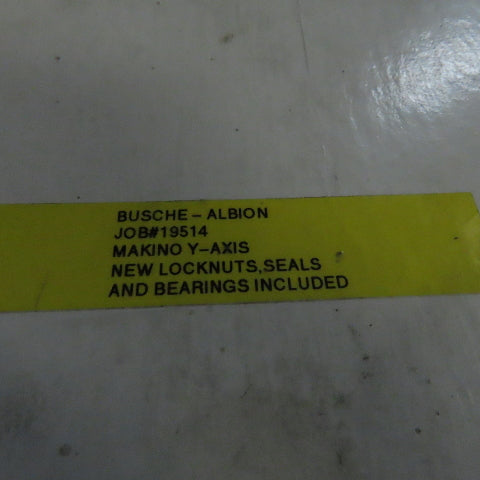 BUSCHE - ALBION
JOB#19514
MAKINO Y-AXIS
NEW LOCKNUTS,SEALS
AND BEARINGS INCLUDED